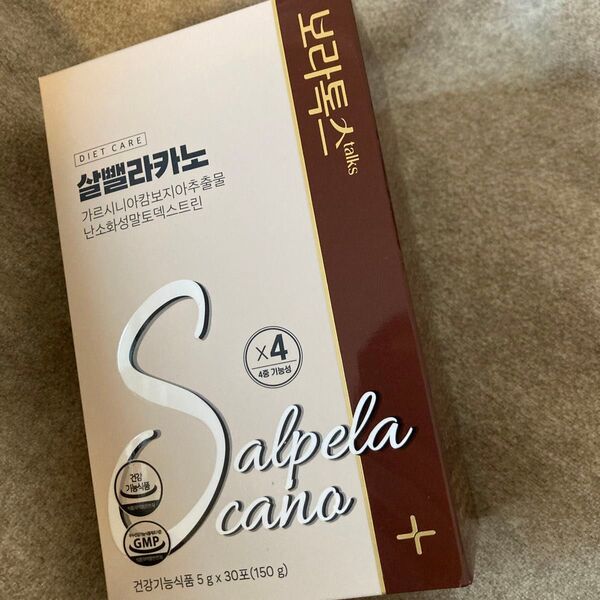 보라톡스
talks
DIET CARE
살뺄라카노
가르시니아캄보지아추출물
난소화성말토덱스트린
X4
4중 기능성
Salpela
cano
건강
기능식품
GMP
건강기능식품 5 g x 30포(150 g)